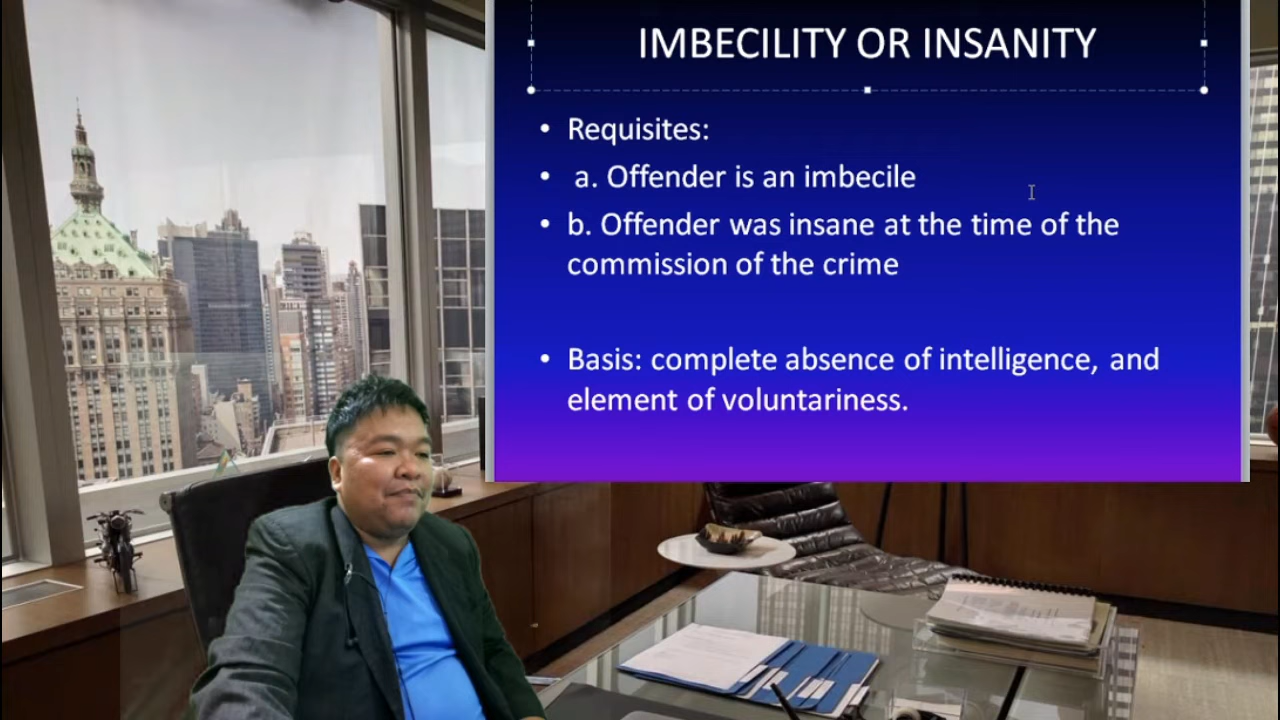 IMBECILITY OR INSANITY
• Requisites:
• a. Offender is an imbecile
• b. Offender was insane at the time of the
commission of the crime
• Basis: complete absence of intelligence, and
element of voluntariness.